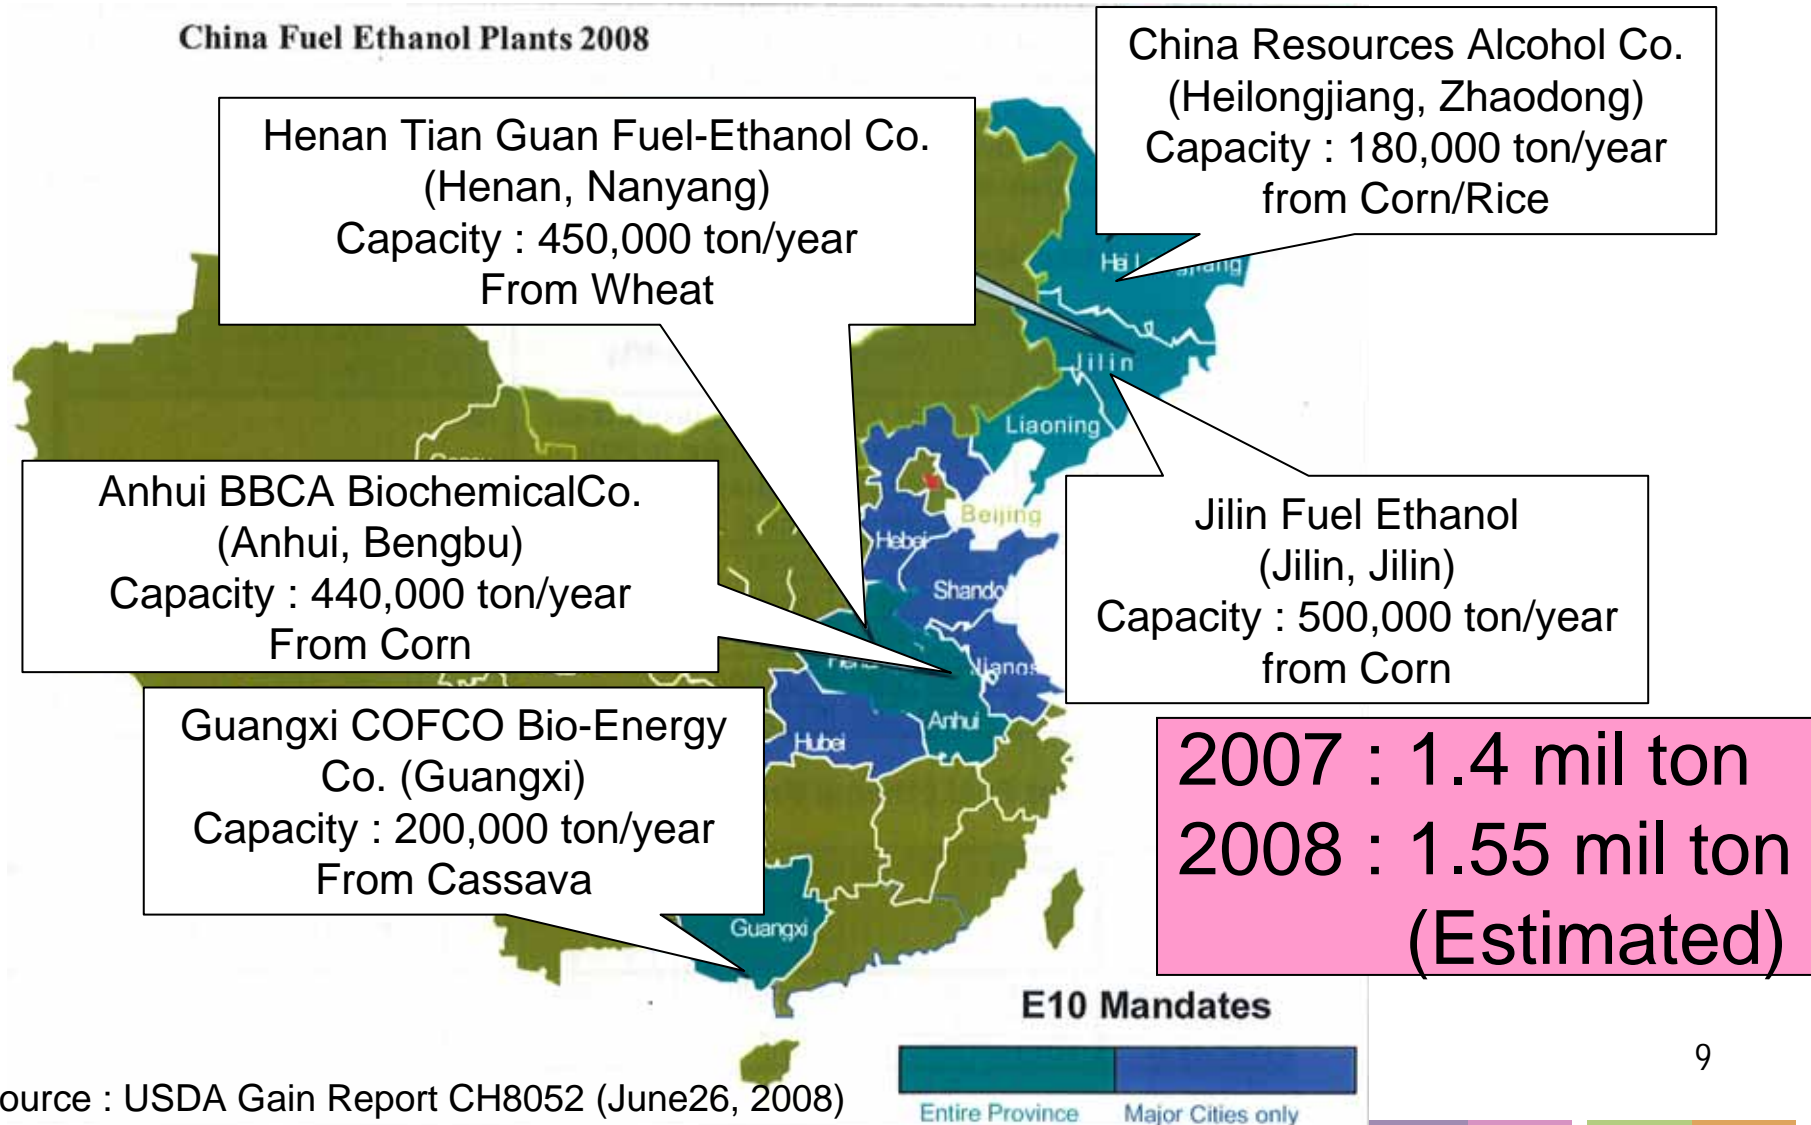 China Fuel Ethanol Plants 2008
China Resources Alcohol Co.
(Heilongjiang, Zhaodong)
Capacity : 180,000 ton/year
from Corn/Rice
Henan Tian Guan Fuel-Ethanol Co.
(Henan, Nanyang)
Capacity : 450,000 ton/year
From Wheat
Jilin
Liaoning
Beijing
Hebei
Shando
Jiangs
Anhui
Hubei
Guangxi
Anhui BBCA BiochemicalCo.
(Anhui, Bengbu)
Capacity : 440,000 ton/year
From Corn
Jilin Fuel Ethanol
(Jilin, Jilin)
Capacity : 500,000 ton/year
from Corn
Guangxi COFCO Bio-Energy
Co. (Guangxi)
Capacity : 200,000 ton/year
From Cassava
2007 : 1.4 mil ton
2008 : 1.55 mil ton
(Estimated)
E10 Mandates
Entire Province
Major Cities only
9
ource : USDA Gain Report CH8052 (June26, 2008)